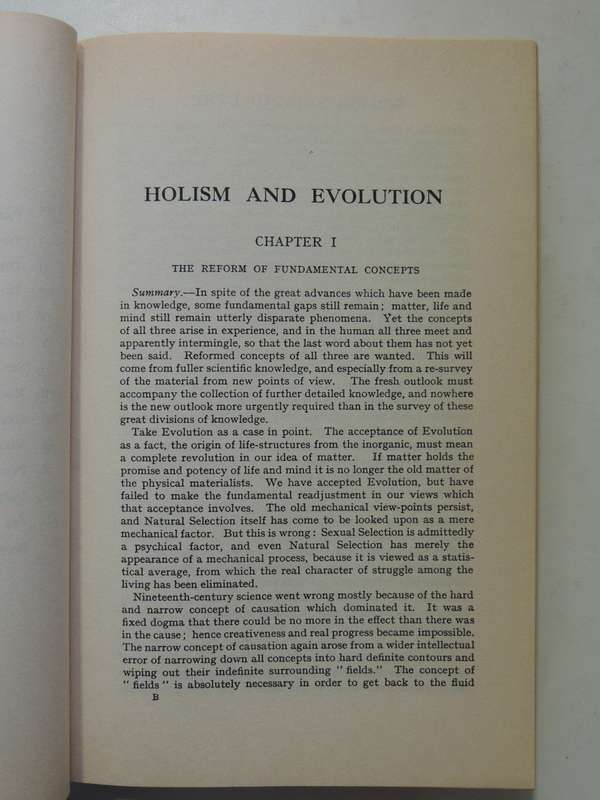 HOLISM AND EVOLUTION
CHAPTER I
THE REFORM OF FUNDAMENTAL CONCEPTS
Summary.—In spite of the great advances which have been made
in knowledge, some fundamental gaps still remain; matter, life and
mind still remain utterly disparate phenomena. Yet the concepts
of all three arise in experience, and in the human all three meet and
apparently intermingle, so that the last word about them has not yet
been said. Reformed concepts of all three are wanted. This will
come from fuller scientific knowledge, and especially from a re-survey
of the material from new points of view. The fresh outlook must
accompany the collection of further detailed knowledge, and nowhere
is the new outlook more urgently required than in the survey of these
great divisions of knowledge.
Take Evolution as a case in point. The acceptance of Evolution
as a fact, the origin of life-structures from the inorganic, must mean
a complete revolution in our idea of matter. If matter holds the
promise and potency of life and mind it is no longer the old matter of
the physical materialists. We have accepted Evolution, but have
failed to make the fundamental readjustment in our views which
that acceptance involves. The old mechanical view-points persist,
and Natural Selection itself has come to be looked upon as a mere
mechanical factor. But this is wrong: Sexual Selection is admittedly
a psychical factor, and even Natural Selection has merely the
appearance of a mechanical process, because it is viewed as a statis-
tical average, from which the real character of struggle among the
living has been eliminated.
Nineteenth-century science went wrong mostly because of the hard
and narrow concept of causation which dominated it. It was a
fixed dogma that there could be no more in the effect than there was
in the cause; hence creativeness and real progress became impossible.
The narrow concept of causation again arose from a wider intellectual
error of narrowing down all concepts into hard definite contours and
wiping out their indefinite surrounding "fields." The concept of
"fields" is absolutely necessary in order to get back to the fluid
B